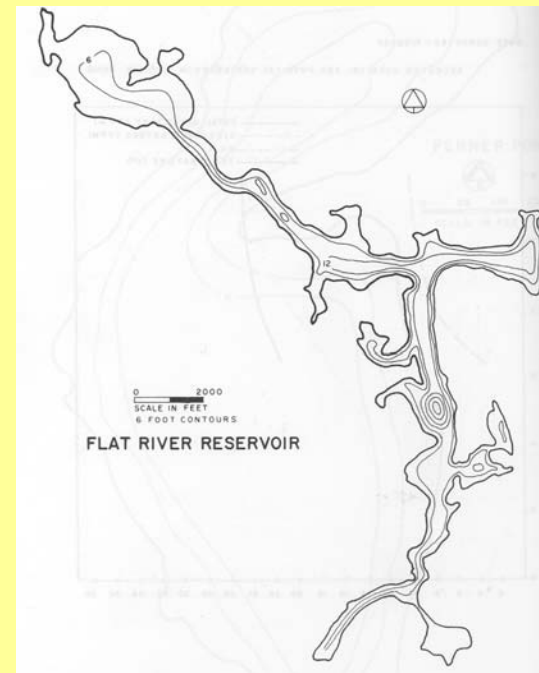 6
12
0 2000
SCALE IN FEET
6 FOOT CONTOURS
FLAT RIVER RESERVOIR